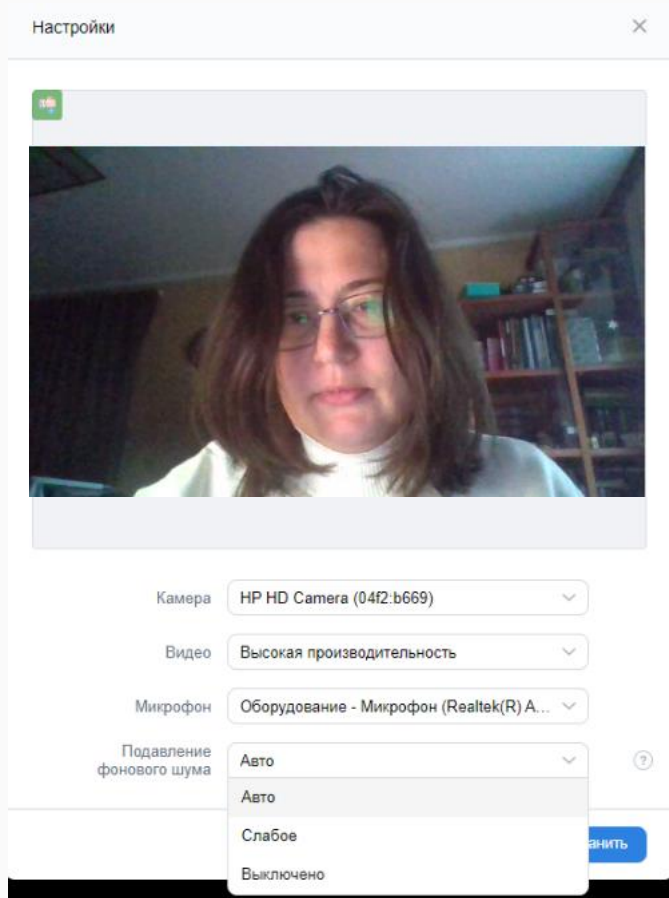 Настройки
Камера
HP HD Camera (04f2:b669)
Видео
Высокая производительность
Микрофон
Оборудование - Микрофон (Realtek(R) A...
Подавление
фонового шума
Авто
?
Авто
Слабое
Выключено